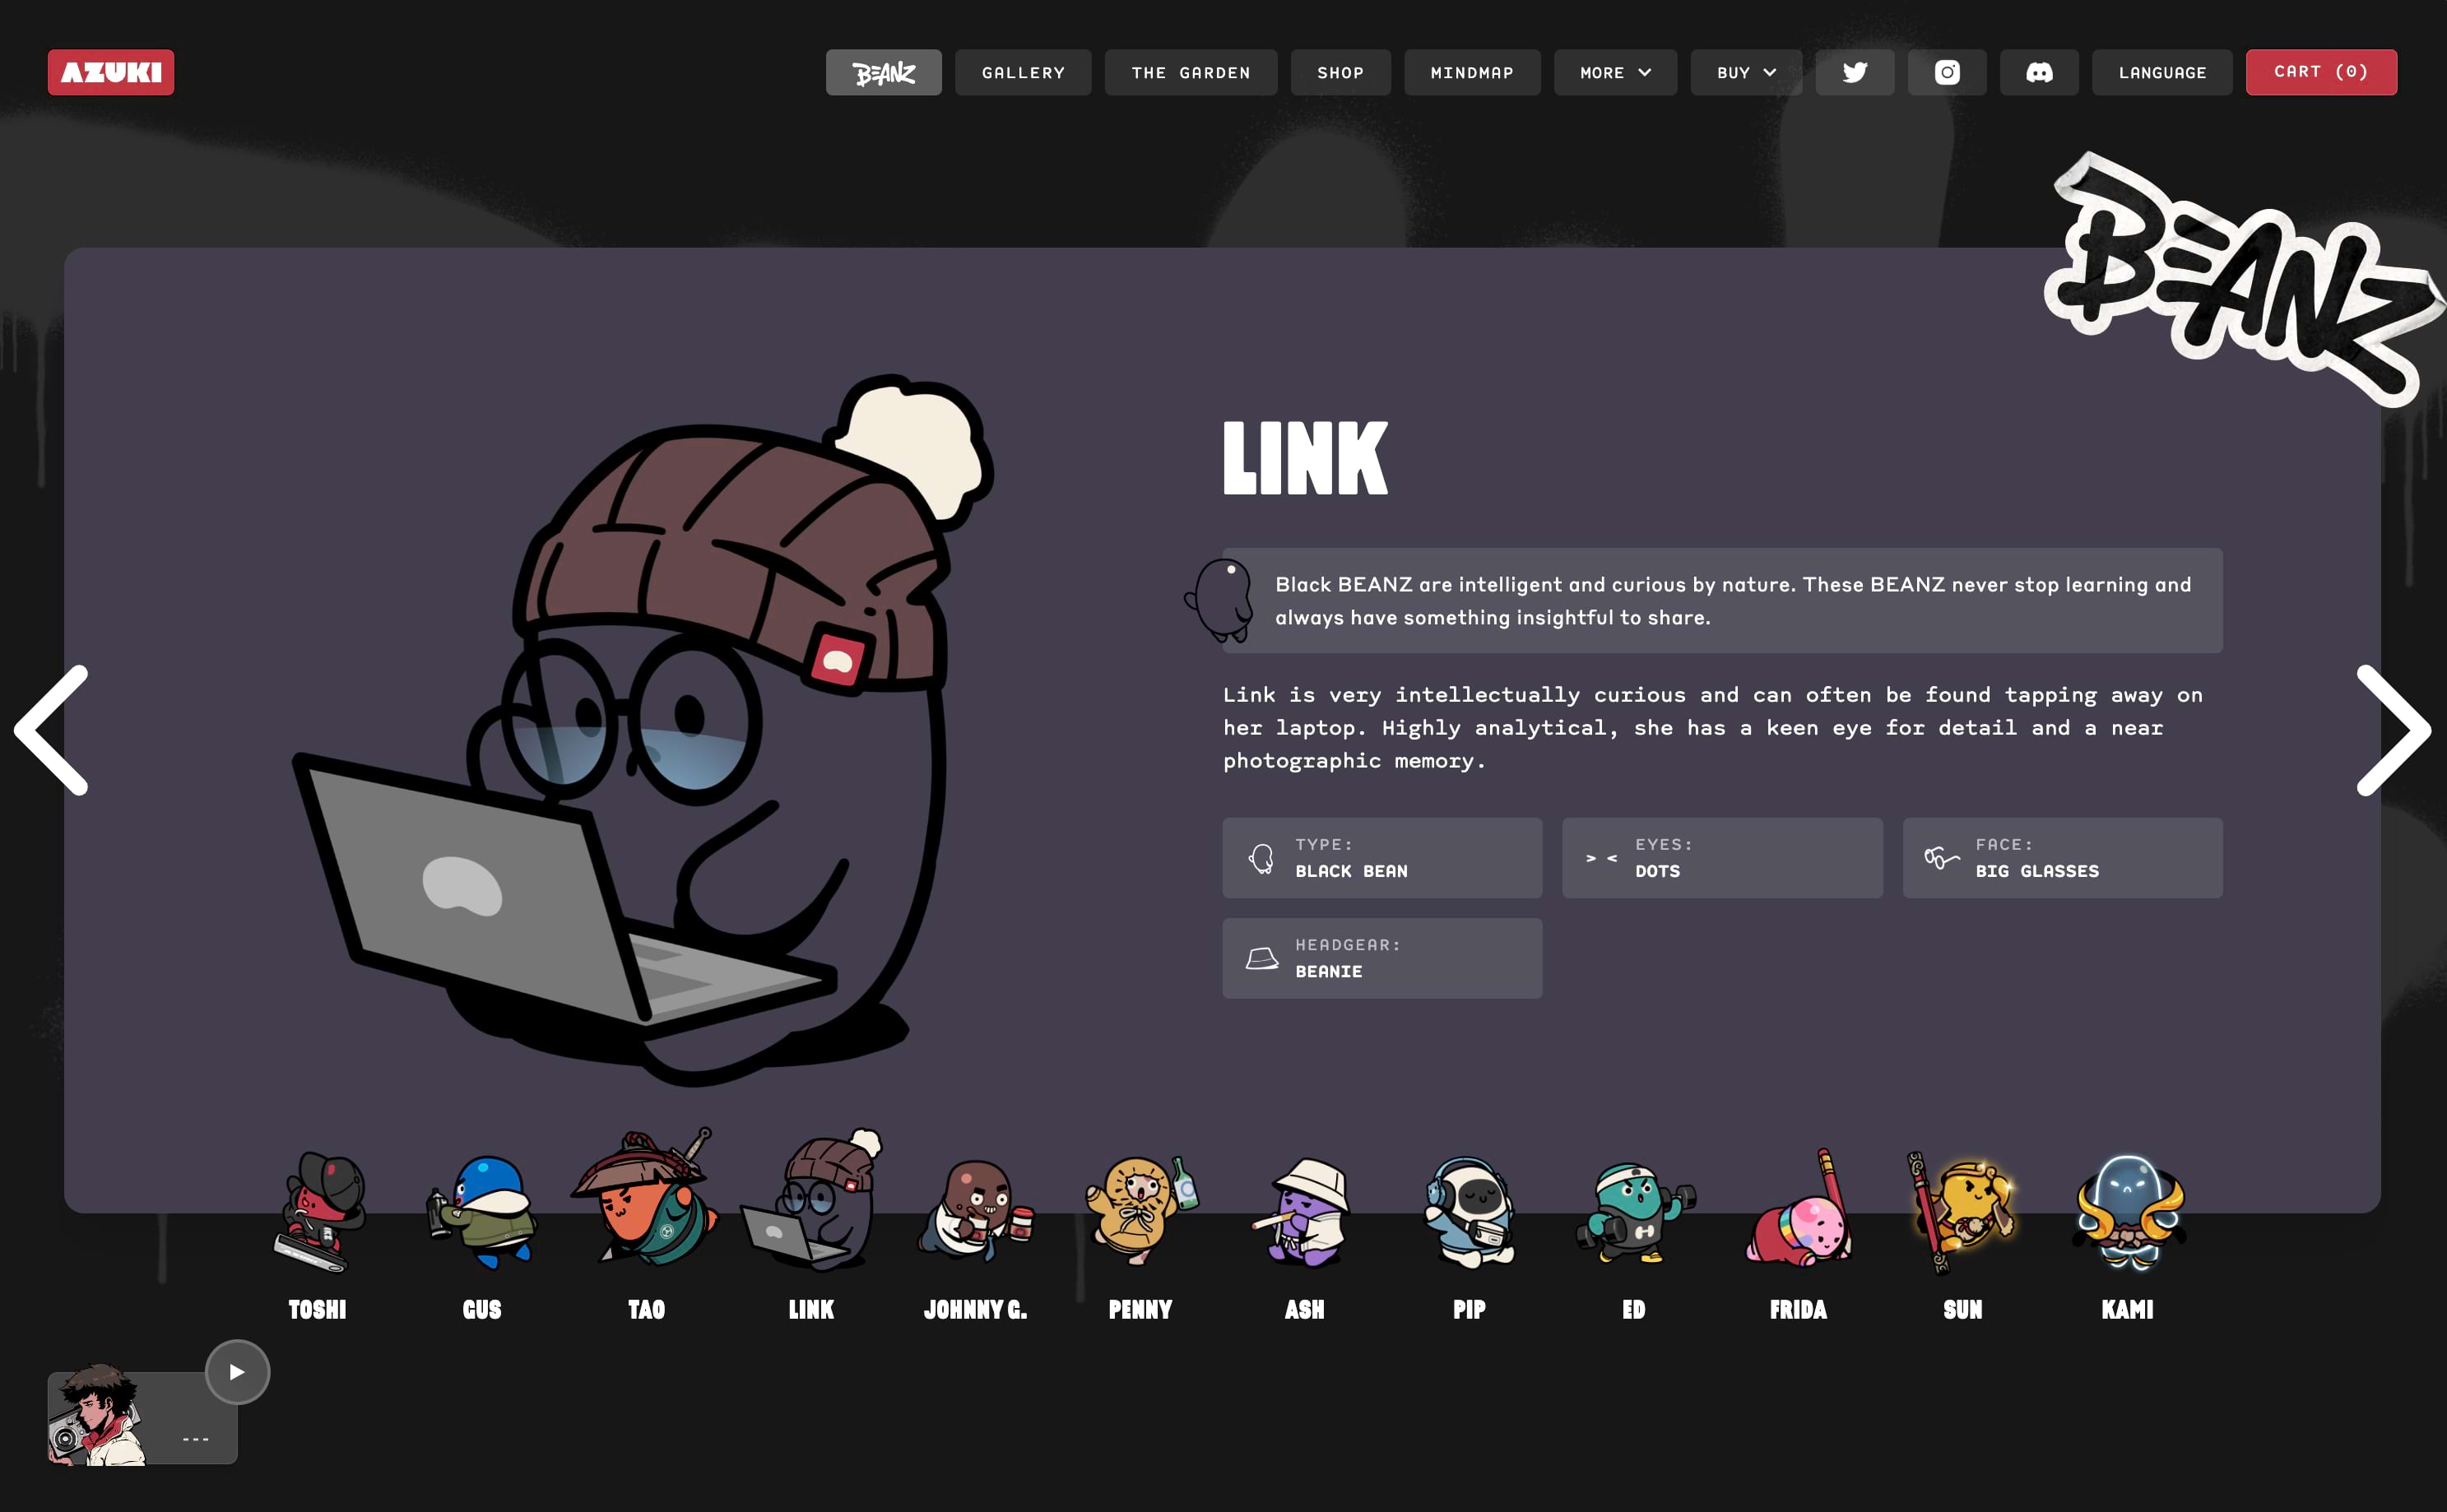 AZUKI
BEANZ
GALLERY
THE GARDEN
SHOP
MINDMAP
MORE
BUY
LANGUAGE
CART (0)
BEANZ
LINK
Black BEANZ are intelligent and curious by nature. These BEANZ never stop learning and
always have something insightful to share.
Link is very intellectually curious and can often be found tapping away on
her laptop. Highly analytical, she has a keen eye for detail and a near
photographic memory.
TYPE:
BLACK BEAN
EYES:
DOTS
FACE:
BIG GLASSES
HEADGEAR:
BEANIE
TOSHI
GUS
TAO
LINK
JOHNNY G.
PENNY
ASH
PIP
ED
FRIDA
SUN
KAMI
---